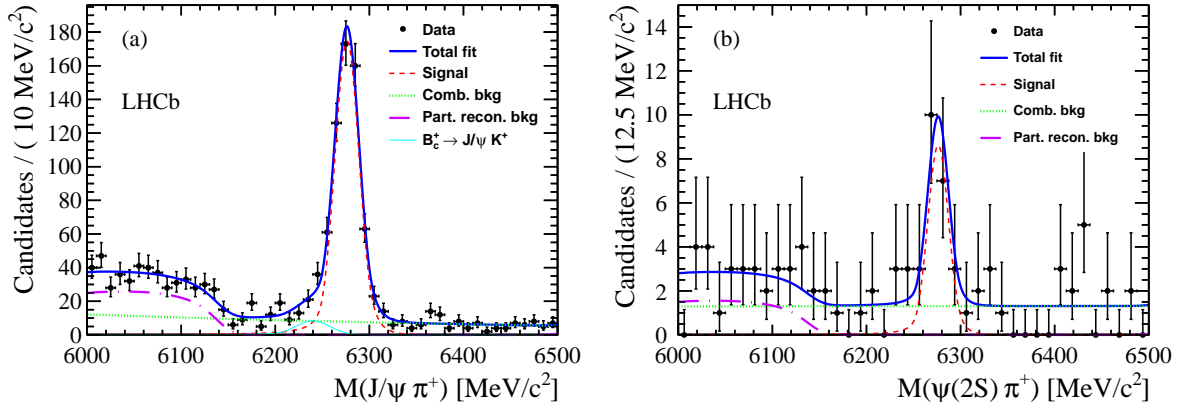 (a)
LHCb
Data
Total fit
Signal
Comb. bkg
Part. recon. bkg
B_c^+ → J/ψ K^+
Candidates / ( 10 MeV/c²)
0
20
40
60
80
100
120
140
160
180
6000
6100
6200
6300
6400
6500
M(J/ψ π⁺) [MeV/c²]
(b)
LHCb
Data
Total fit
Signal
Comb. bkg
Part. recon. bkg
Candidates / (12.5 MeV/c²)
0
2
4
6
8
10
12
14
6000
6100
6200
6300
6400
6500
M(ψ(2S) π⁺) [MeV/c²]